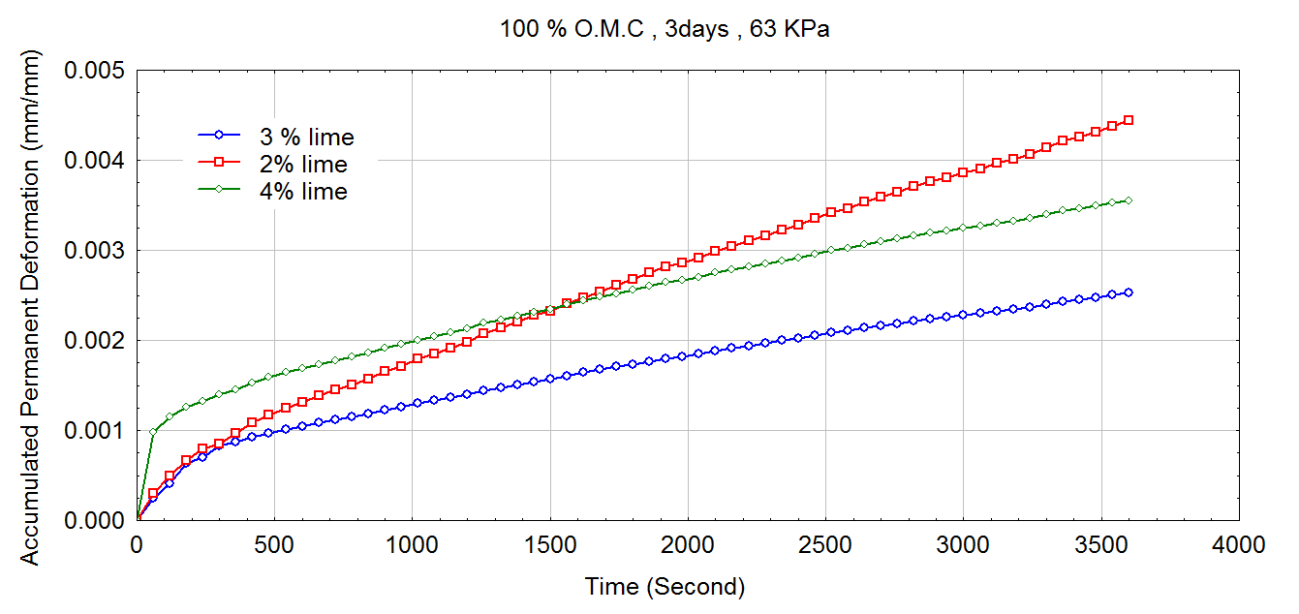 100 % O.M.C , 3days , 63 KPa
Accumulated Permanent Deformation (mm/mm)
0.005
0.004
0.003
0.002
0.001
0.000
3 % lime
2% lime
4% lime
0 500 1000 1500 2000 2500 3000 3500 4000
Time (Second)